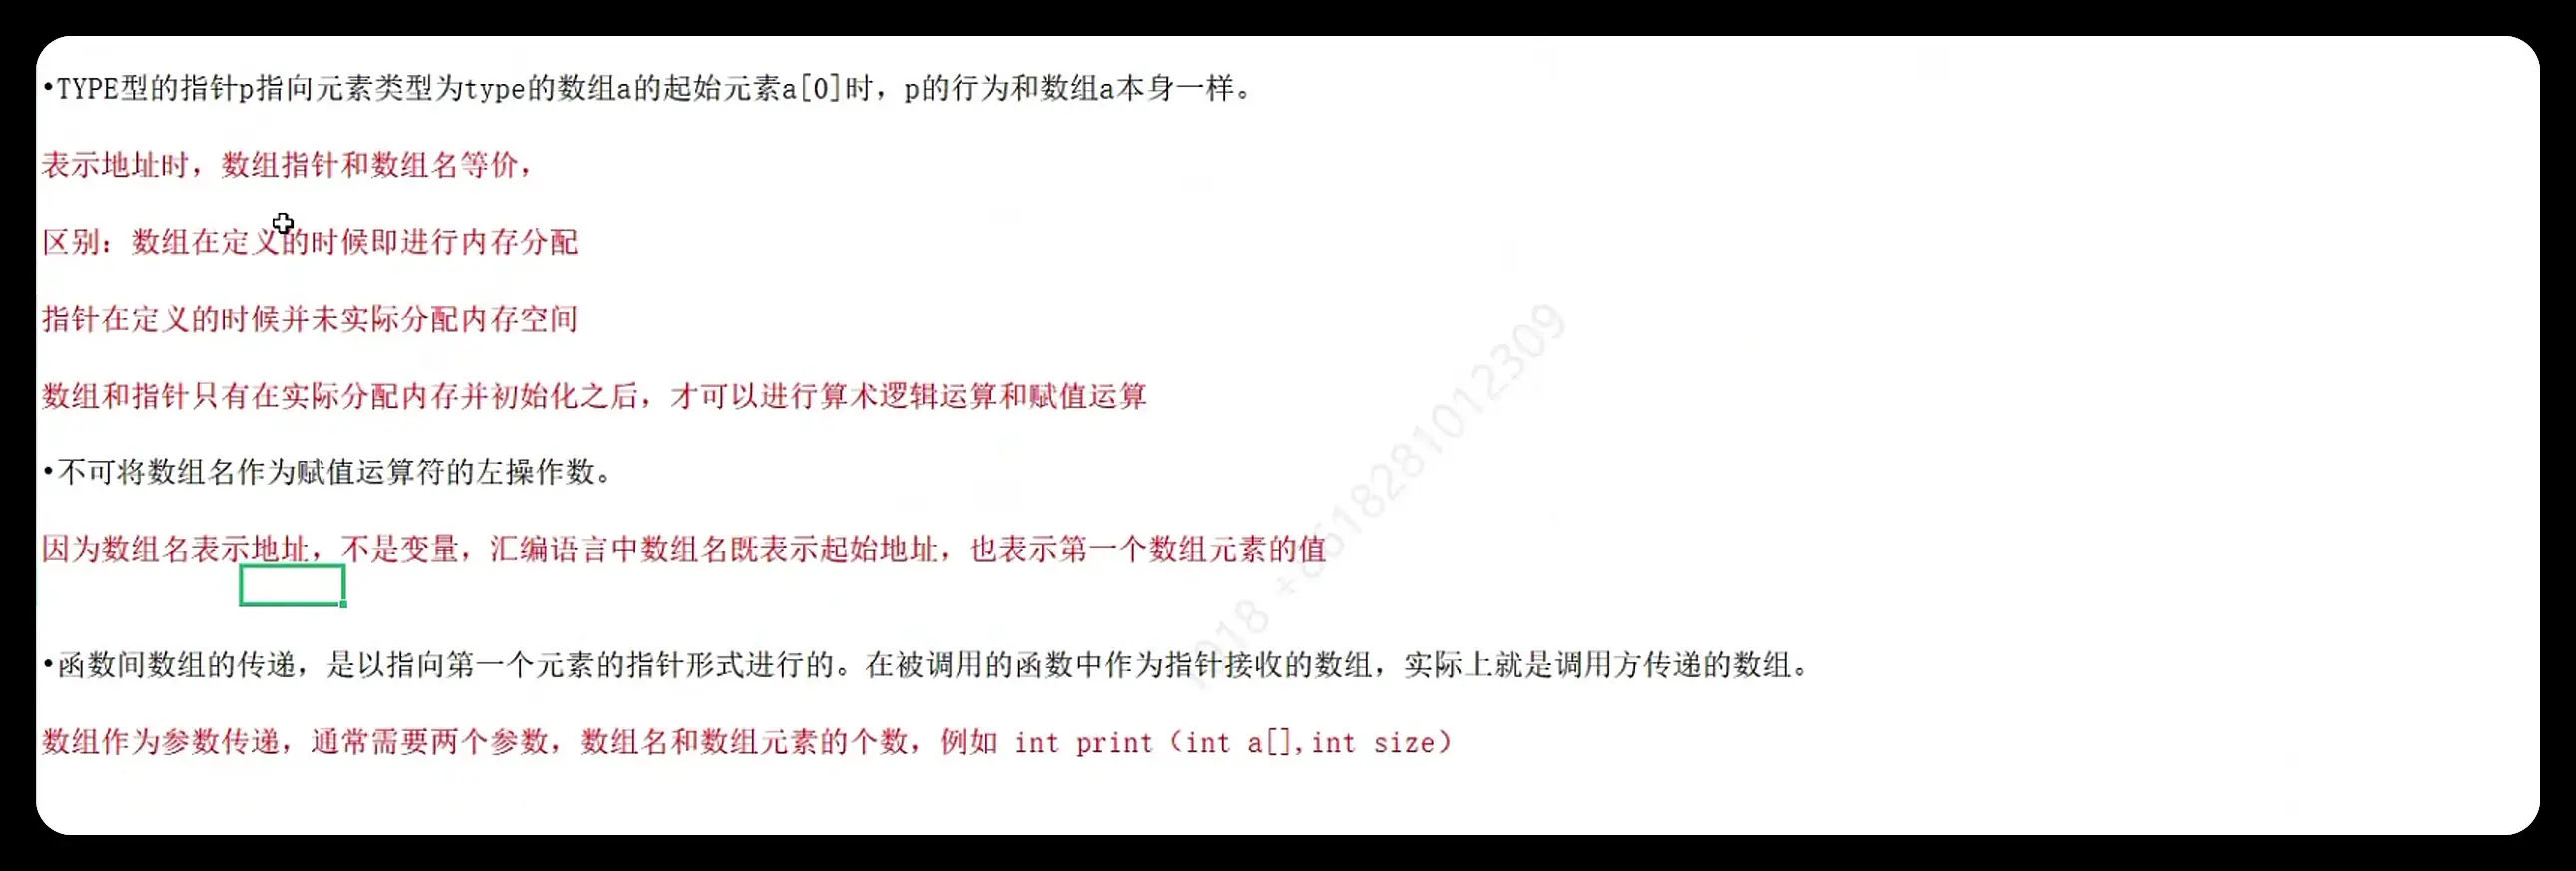 •TYPE型的指针p指向元素类型为type的数组a的起始元素a[0]时，p的行为和数组a本身一样。
表示地址时，数组指针和数组名等价，
区别：数组在定义的时候即进行内存分配
指针在定义的时候并未实际分配内存空间
数组和指针只有在实际分配内存并初始化之后，才可以进行算术逻辑运算和赋值运算
•不可将数组名作为赋值运算符的左操作数。
因为数组名表示地址，不是变量，汇编语言中数组名既表示起始地址，也表示第一个数组元素的值
•函数间数组的传递，是以指向第一个元素的指针形式进行的。在被调用的函数中作为指针接收的数组，实际上就是调用方传递的数组。
数组作为参数传递，通常需要两个参数，数组名和数组元素的个数，例如 int print（int a[],int size）
1018 +8618281012309